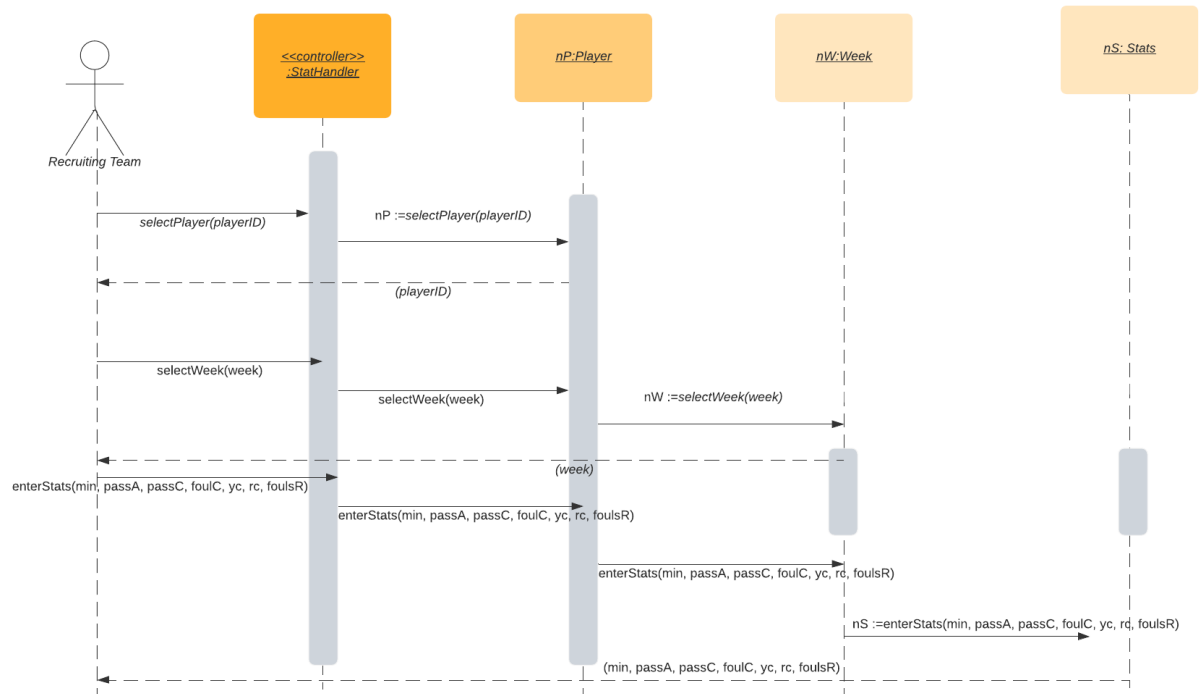 <<controller>>
:StatHandler
nP:Player
nW:Week
nS: Stats
Recruiting Team
selectPlayer(playerID)
nP :=selectPlayer(playerID)
(playerID)
selectWeek(week)
selectWeek(week)
nW :=selectWeek(week)
(week)
enterStats(min, passA, passC, foulC, yc, rc, foulsR)
enterStats(min, passA, passC, foulC, yc, rc, foulsR)
enterStats(min, passA, passC, foulC, yc, rc, foulsR)
nS :=enterStats(min, passA, passC, foulC, yc, rc, foulsR)
(min, passA, passC, foulC, yc, rc, foulsR)